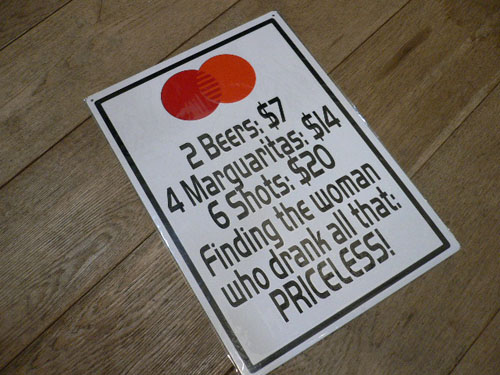 2 Beers: $7
4 Marguaritas: $14
6 Shots: $20
Finding the woman
who drank all that:
PRICELESS!